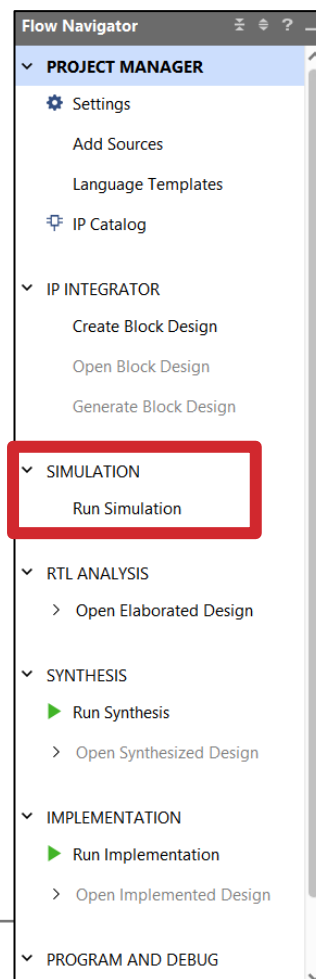 Flow Navigator ?
PROJECT MANAGER
Settings
Add Sources
Language Templates
IP Catalog
IP INTEGRATOR
Create Block Design
Open Block Design
Generate Block Design
SIMULATION
Run Simulation
RTL ANALYSIS
Open Elaborated Design
SYNTHESIS
Run Synthesis
Open Synthesized Design
IMPLEMENTATION
Run Implementation
Open Implemented Design
PROGRAM AND DEBUG